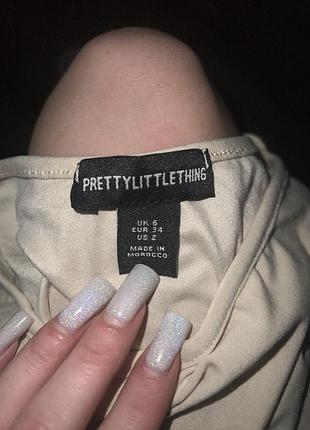 PRETTYLITTLETHING
UK 6
EUR 34
US 2
MADE IN
MOROCCO